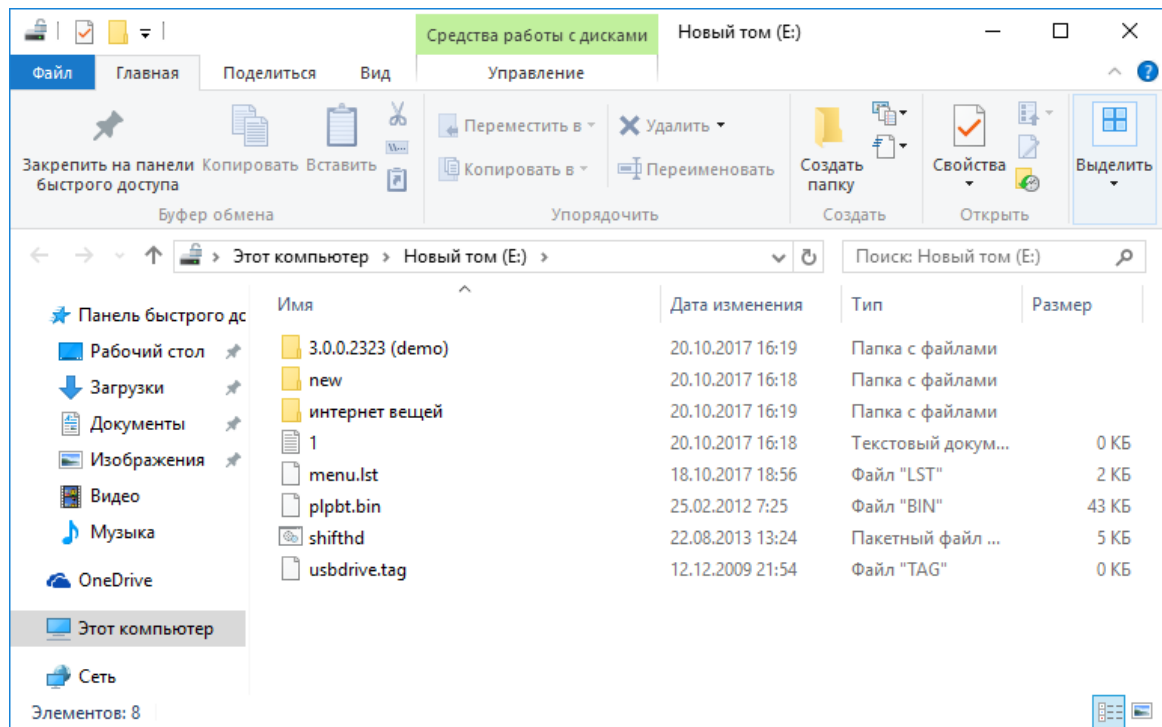 Средства работы с дисками Новый том (E:)
Файл Главная Поделиться Вид Управление
Закрепить на панели быстрого доступа
Копировать
Вставить
Переместить в
Копировать в
Удалить
Переименовать
Создать папку
Свойства
Выделить
Буфер обмена Упорядочить Создать Открыть
Этот компьютер Новый том (E:) Поиск: Новый том (E:)
Имя Дата изменения Тип Размер
Панель быстрого дс
Рабочий стол
Загрузки
Документы
Изображения
Видео
Музыка
OneDrive
Этот компьютер
Сеть
3.0.0.2323 (demo) 20.10.2017 16:19 Папка с файлами
new 20.10.2017 16:18 Папка с файлами
интернет вещей 20.10.2017 16:19 Папка с файлами
1 20.10.2017 16:18 Текстовый докум... 0 КБ
menu.lst 18.10.2017 18:56 Файл "LST" 2 КБ
plpbt.bin 25.02.2012 7:25 Файл "BIN" 43 КБ
shifthd 22.08.2013 13:24 Пакетный файл ... 5 КБ
usbdrive.tag 12.12.2009 21:54 Файл "TAG" 0 КБ
Элементов: 8